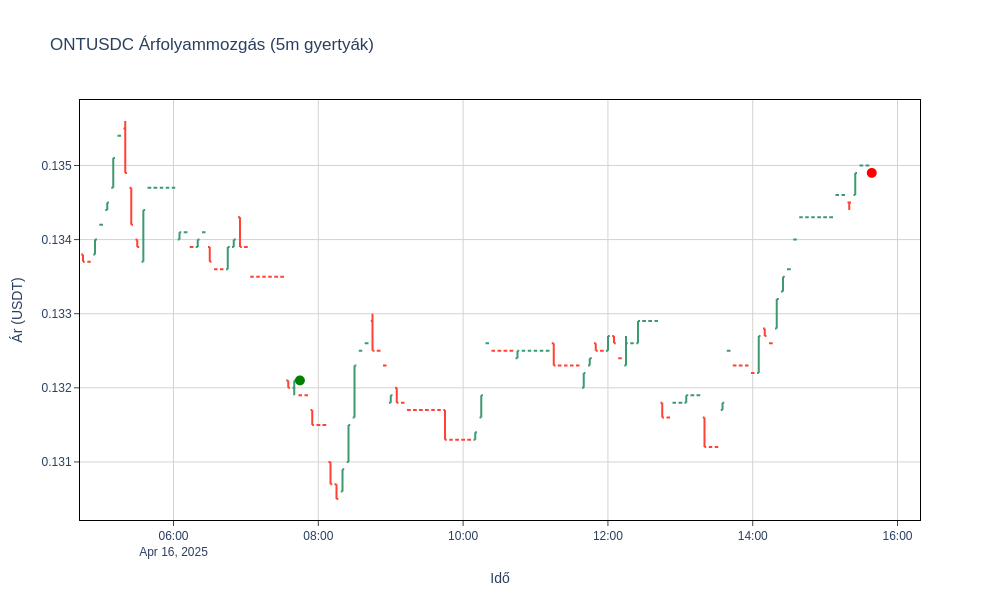 ONTUSDC Árfolyammozgás (5m gyertyák)
0.135
0.134
0.133
0.132
0.131
Ár (USDT)
06:00
08:00
10:00
12:00
14:00
16:00
Apr 16, 2025
Idő